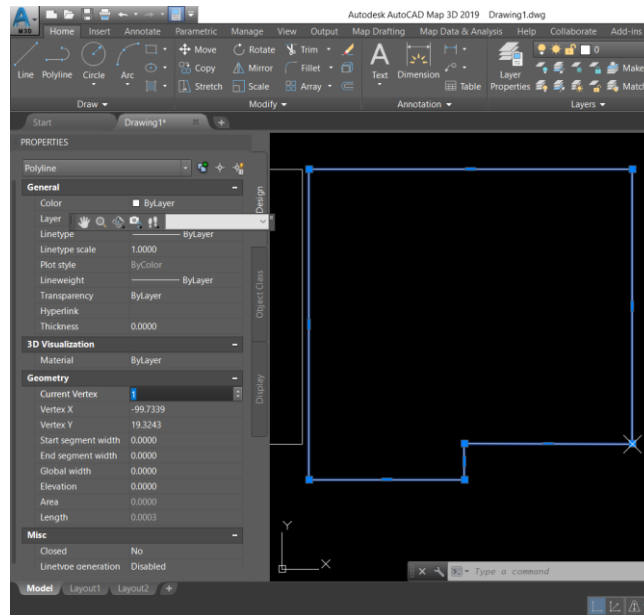 Autodesk AutoCAD Map 3D 2019 Drawing1.dwg
A
M3D
Home Insert Annotate Parametric Manage View Output Map Drafting Map Data & Analysis Help Collaborate Add-ins
Line Polyline Circle Arc
Move Rotate Trim
Copy Mirror Fillet
Stretch Scale Array
Text Dimension
Table
Layer Properties
0
Make
Match
Draw Modify Annotation Layers
Start Drawing1*
PROPERTIES
Polyline
General
Color ByLayer
Layer
Linetype ByLayer
Linetype scale 1.0000
Plot style ByColor
Lineweight ByLayer
Transparency ByLayer
Hyperlink
Thickness 0.0000
3D Visualization
Material ByLayer
Geometry
Current Vertex 1
Vertex X -99.7339
Vertex Y 19.3243
Start segment width 0.0000
End segment width 0.0000
Global width 0.0000
Elevation 0.0000
Area 0.0000
Length 0.0003
Misc
Closed No
Linetype generation Disabled
Design
Object Class
Display
Y
X
Type a command
Model Layout1 Layout2 +